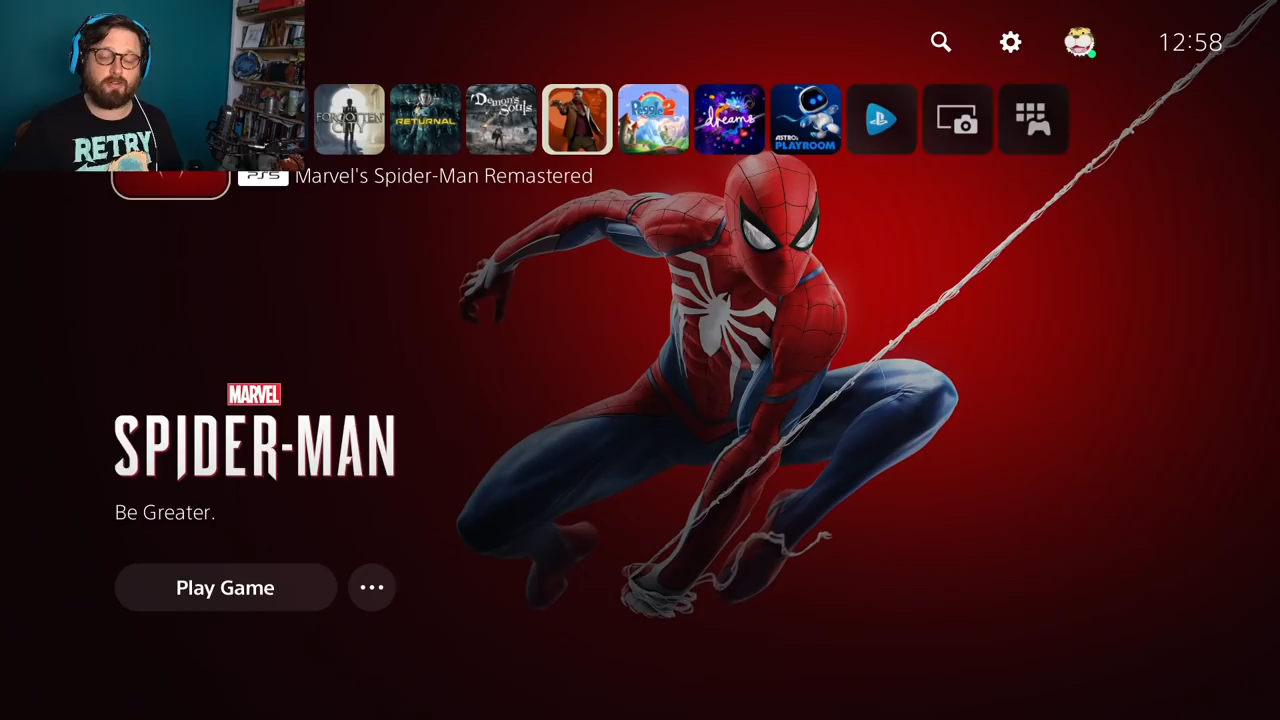 12:58
RETRY
THE FORGOTTEN CITY
RETURNAL
Demon's Souls
Peggle 2
dreams
ASTRO's PLAYROOM
PS5 Marvel's Spider-Man Remastered
MARVEL
SPIDER-MAN
Be Greater.
Play Game